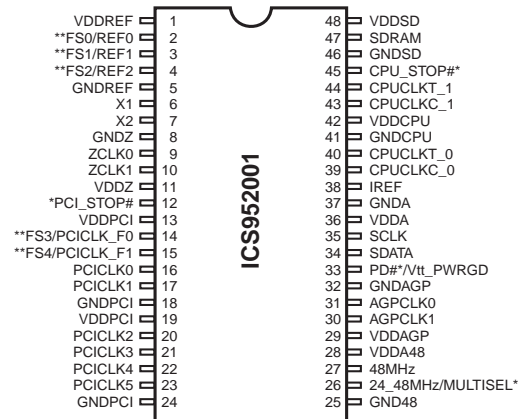 VDDREF 1 48 VDDSD
**FS0/REF0 2 47 SDRAM
**FS1/REF1 3 46 GNDSD
**FS2/REF2 4 45 CPU_STOP#*
GNDREF 5 44 CPUCLKT_1
X1 6 43 CPUCLKC_1
X2 7 42 VDDCPU
GNDZ 8 41 GNDCPU
ZCLK0 9 40 CPUCLKT_0
ZCLK1 10 39 CPUCLKC_0
VDDZ 11 38 IREF
*PCI_STOP# 12 37 GNDA
VDDPCI 13 36 VDDA
**FS3/PCICLK_F0 14 35 SCLK
**FS4/PCICLK_F1 15 34 SDATA
PCICLK0 16 33 PD#*/Vtt_PWRGD
PCICLK1 17 32 GNDAGP
GNDPCI 18 31 AGPCLK0
VDDPCI 19 30 AGPCLK1
PCICLK2 20 29 VDDAGP
PCICLK3 21 28 VDDA48
PCICLK4 22 27 48MHz
PCICLK5 23 26 24_48MHz/MULTISEL*
GNDPCI 24 25 GND48
ICS952001